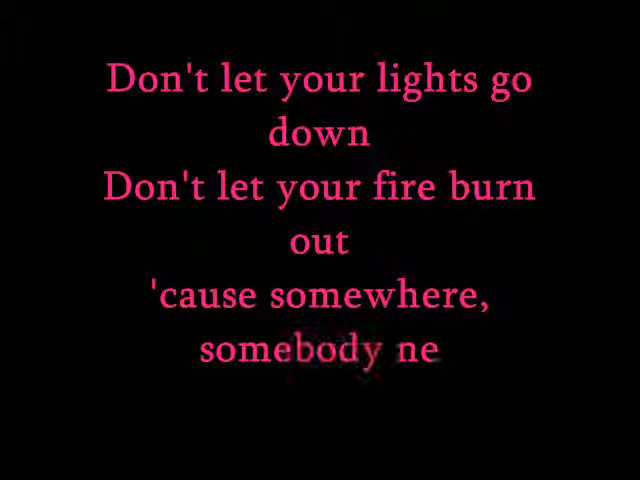 Don't let your lights go
down
Don't let your fire burn
out
'cause somewhere,
somebody ne